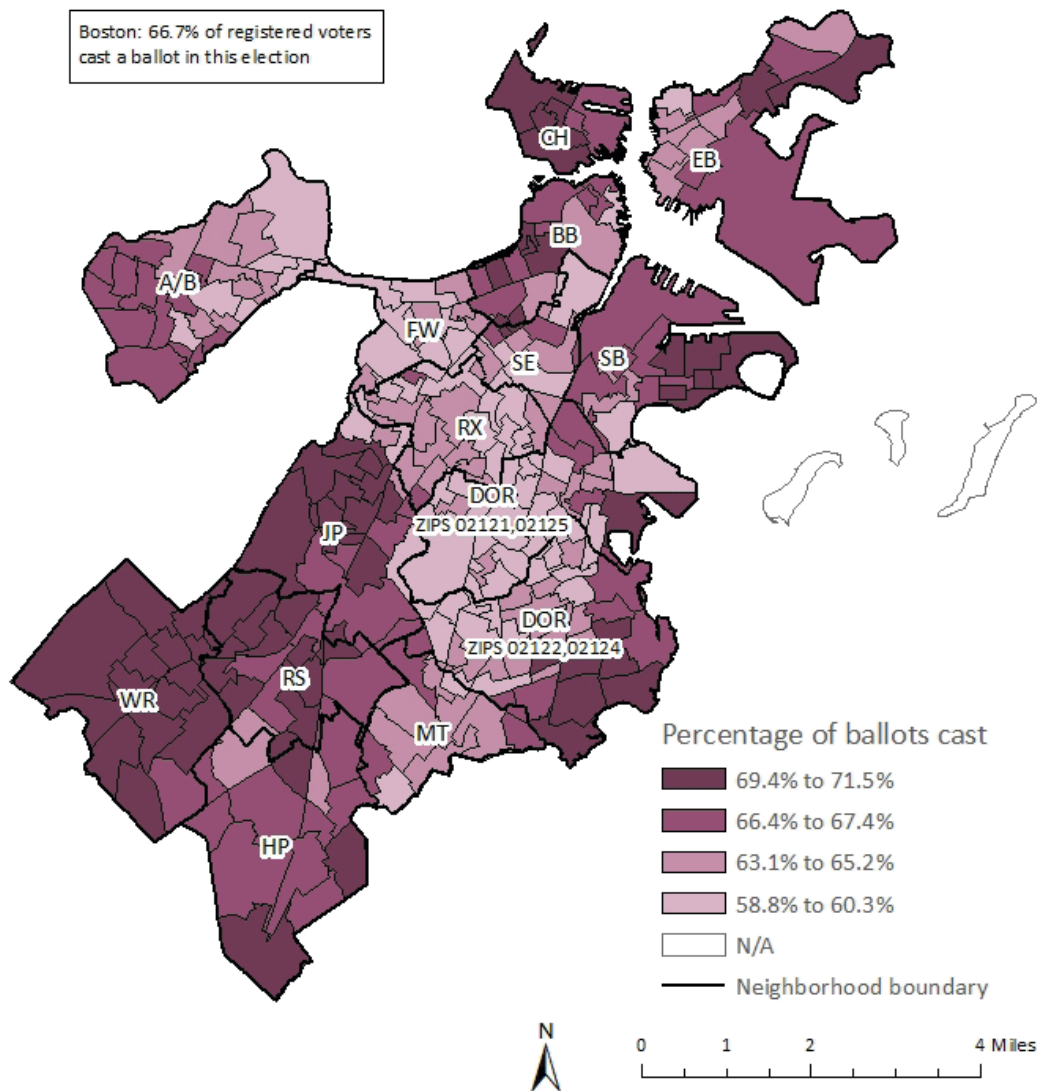 Boston: 66.7% of registered voters
cast a ballot in this election
CH
EB
BB
A/B
FW
SE
SB
RX
DOR
ZIPS 02121,02125
JP
DOR
ZIPS 02122,02124
RS
WR
MT
HP
Percentage of ballots cast
69.4% to 71.5%
66.4% to 67.4%
63.1% to 65.2%
58.8% to 60.3%
N/A
Neighborhood boundary
N
0 1 2 4 Miles